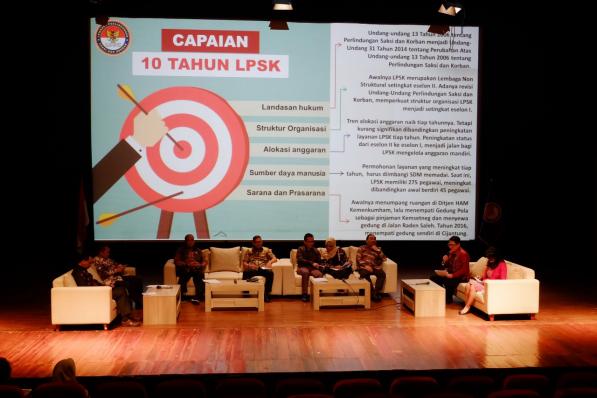 CAPAIAN
10 TAHUN LPSK
Landasan hukum
Struktur Organisasi
Alokasi anggaran
Sumber daya manusia
Sarana dan Prasarana
Undang-undang 13 Tahun 2006 tentang
Perlindungan Saksi dan Korban menjadi Undang-
Undang 31 Tahun 2014 tentang Perubahan Atas
Undang-undang 13 Tahun 2006 tentang
Perlindungan Saksi dan Korban.
Awalnya LPSK merupakan Lembaga Non
Struktural setingkat eselon II. Adanya revisi
Undang-Undang Perlindungan Saksi dan
Korban, memperkuat struktur organisasi LPSK
menjadi setingkat eselon I.
Tren alokasi anggaran naik tiap tahunnya. Tetapi
kurang signifikan dibandingkan peningkatan
layanan LPSK tiap tahun. Peningkatan status
dari eselon II ke eselon I, menjadi jalan bagi
LPSK mengelola anggaran mandiri.
Permohonan layanan yang meningkat tiap
tahun, harus diimbangi SDM memadai. Saat ini,
LPSK memiliki 275 pegawai, meningkat
dibandingkan awal berdiri 45 pegawai.
Awalnya menumpang ruangan di Ditjen HAM
Kemenkumham, lalu menempati Gedung Pola
sebagai pinjaman Kemsetneg dan menyewa
gedung di Jalan Raden Saleh. Tahun 2016,
menempati gedung sendiri di Cijantung.